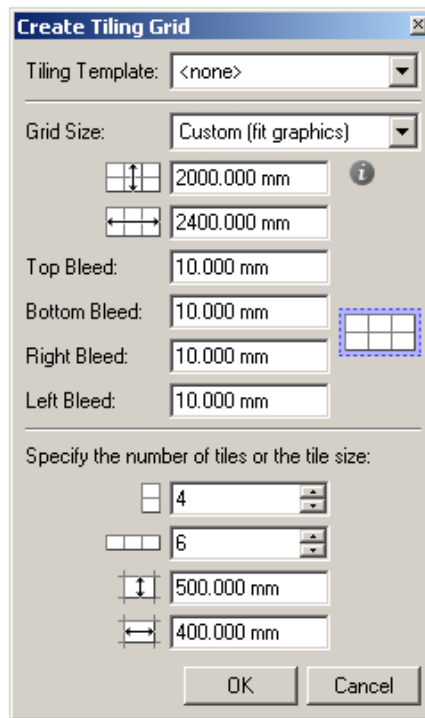 Create Tiling Grid
Tiling Template: <none>
Grid Size: Custom (fit graphics)
2000.000 mm
2400.000 mm
Top Bleed: 10.000 mm
Bottom Bleed: 10.000 mm
Right Bleed: 10.000 mm
Left Bleed: 10.000 mm
Specify the number of tiles or the tile size:
4
6
500.000 mm
400.000 mm
OK Cancel